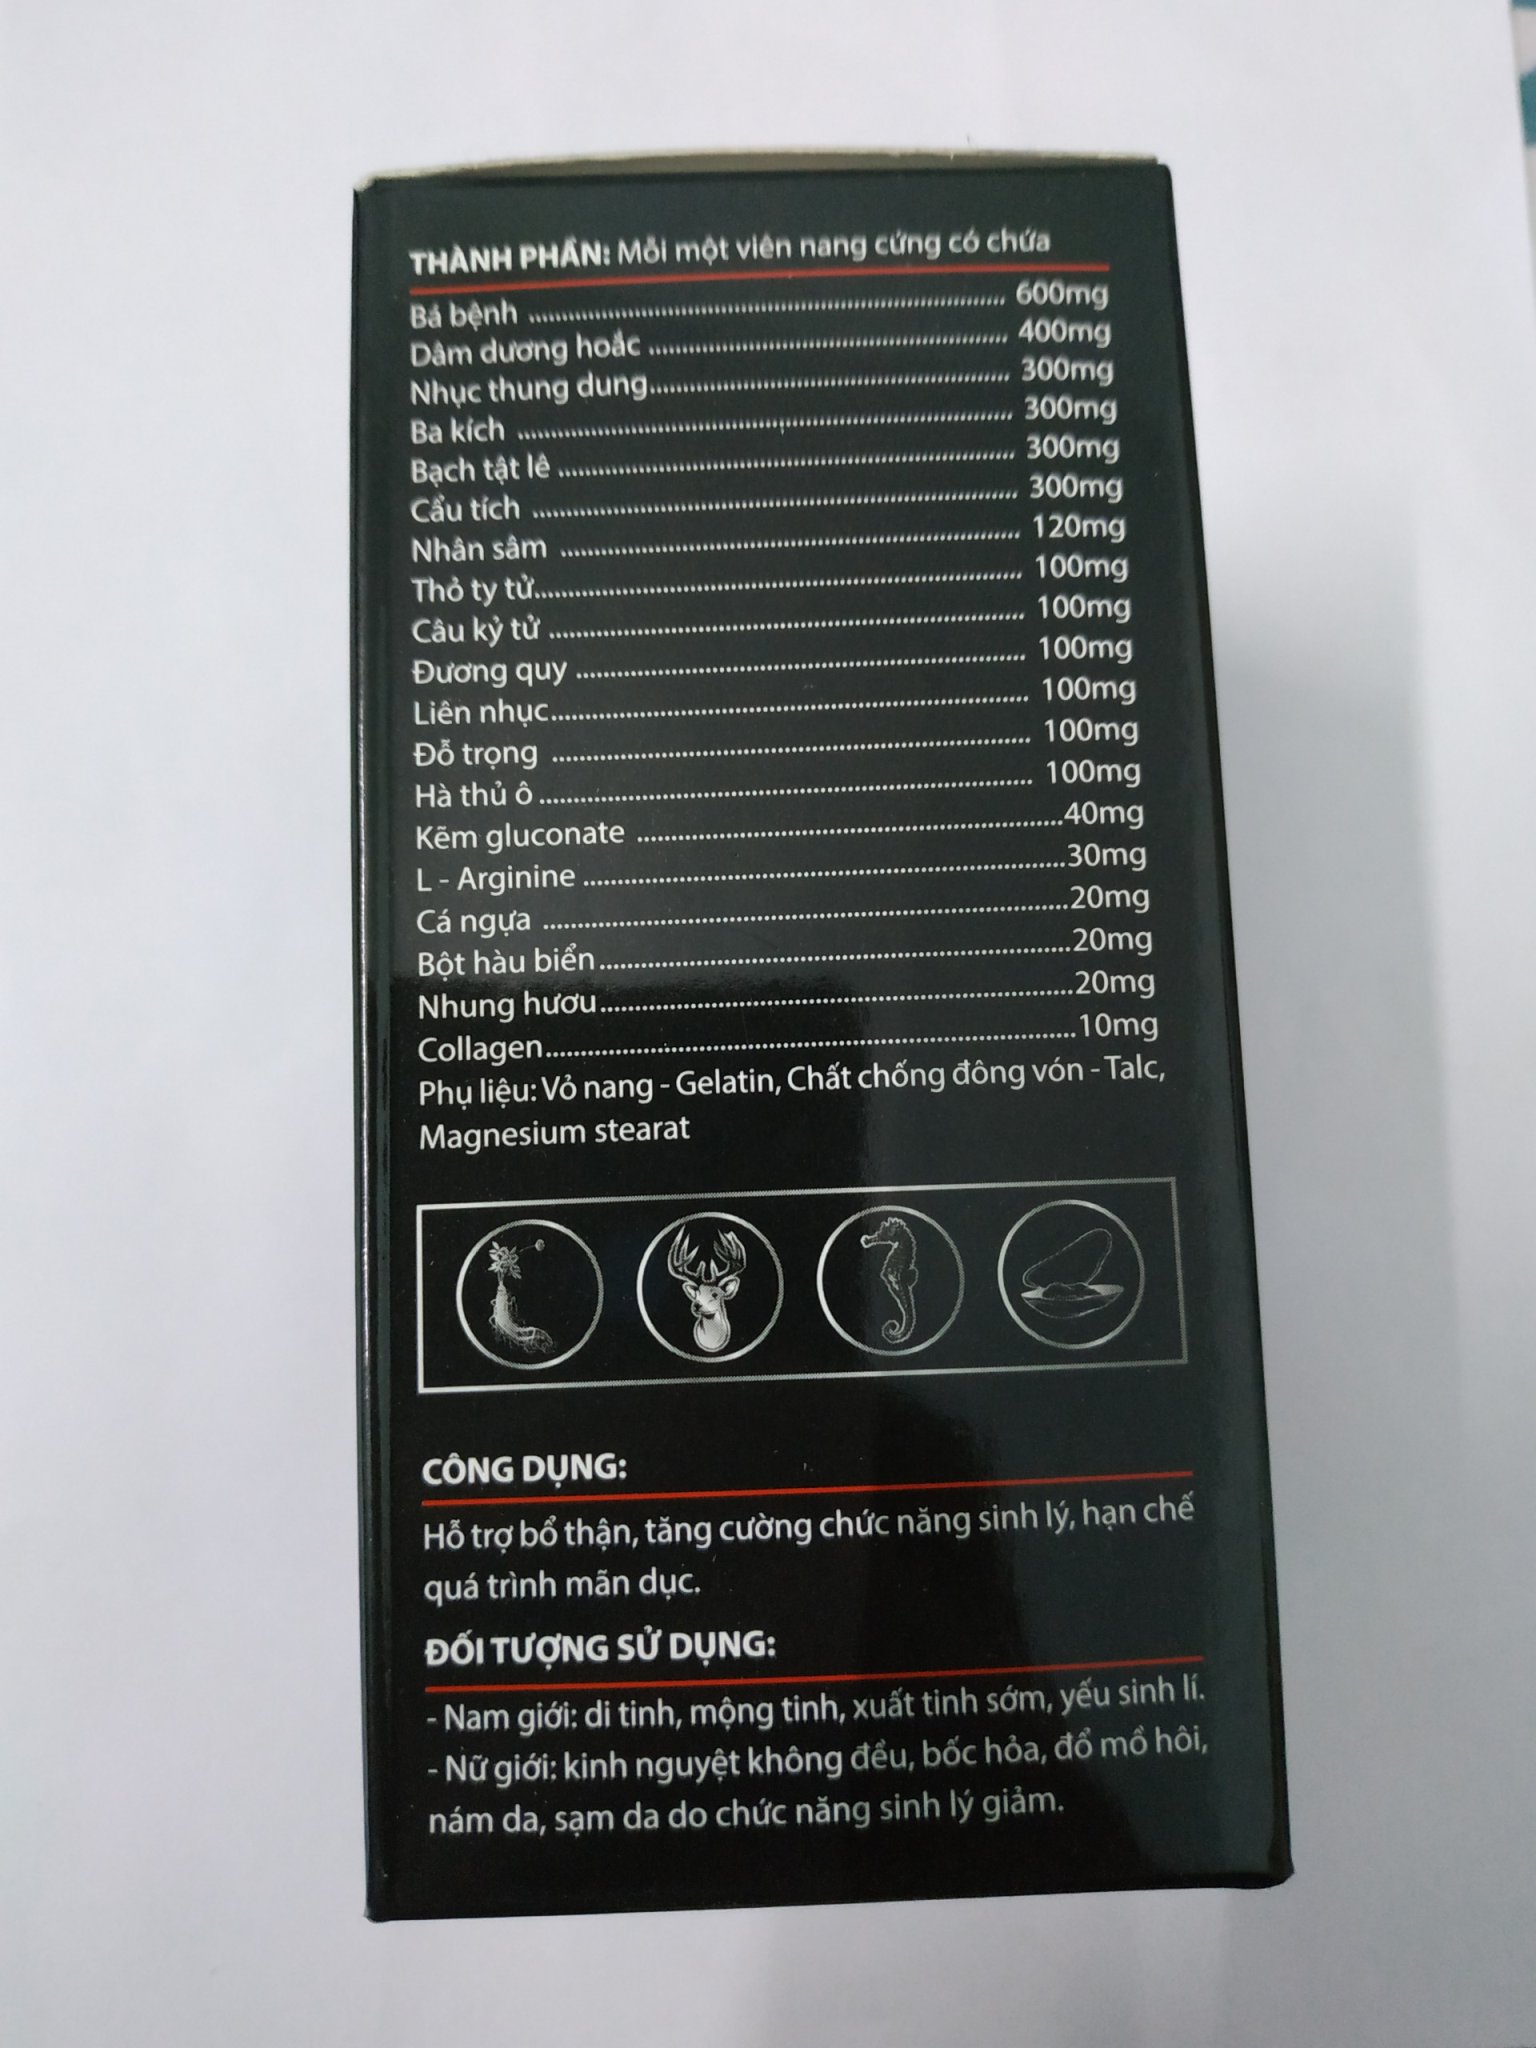 THÀNH PHẦN: Mỗi một viên nang cứng có chứa
Bá bệnh ........ 600mg
Dâm dương hoắc ........ 400mg
Nhục thung dung........ 300mg
Ba kích ........ 300mg
Bạch tật lê ........ 300mg
Cẩu tích ........ 300mg
Nhân sâm ........ 120mg
Thỏ ty tử........ 100mg
Câu kỷ tử ........ 100mg
Đương quy ........ 100mg
Liên nhục........ 100mg
Đỗ trọng ........ 100mg
Hà thủ ô ........ 100mg
Kẽm gluconate ........40mg
L - Arginine ........30mg
Cá ngựa ........20mg
Bột hàu biển........20mg
Nhung hươu........20mg
Collagen........10mg
Phụ liệu: Vỏ nang - Gelatin, Chất chống đông vón - Talc,
Magnesium stearat
CÔNG DỤNG:
Hỗ trợ bổ thận, tăng cường chức năng sinh lý, hạn chế
quá trình mãn dục.
ĐỐI TƯỢNG SỬ DỤNG:
- Nam giới: di tinh, mộng tinh, xuất tinh sớm, yếu sinh lí.
- Nữ giới: kinh nguyệt không đều, bốc hỏa, đổ mồ hôi,
nám da, sạm da do chức năng sinh lý giảm.